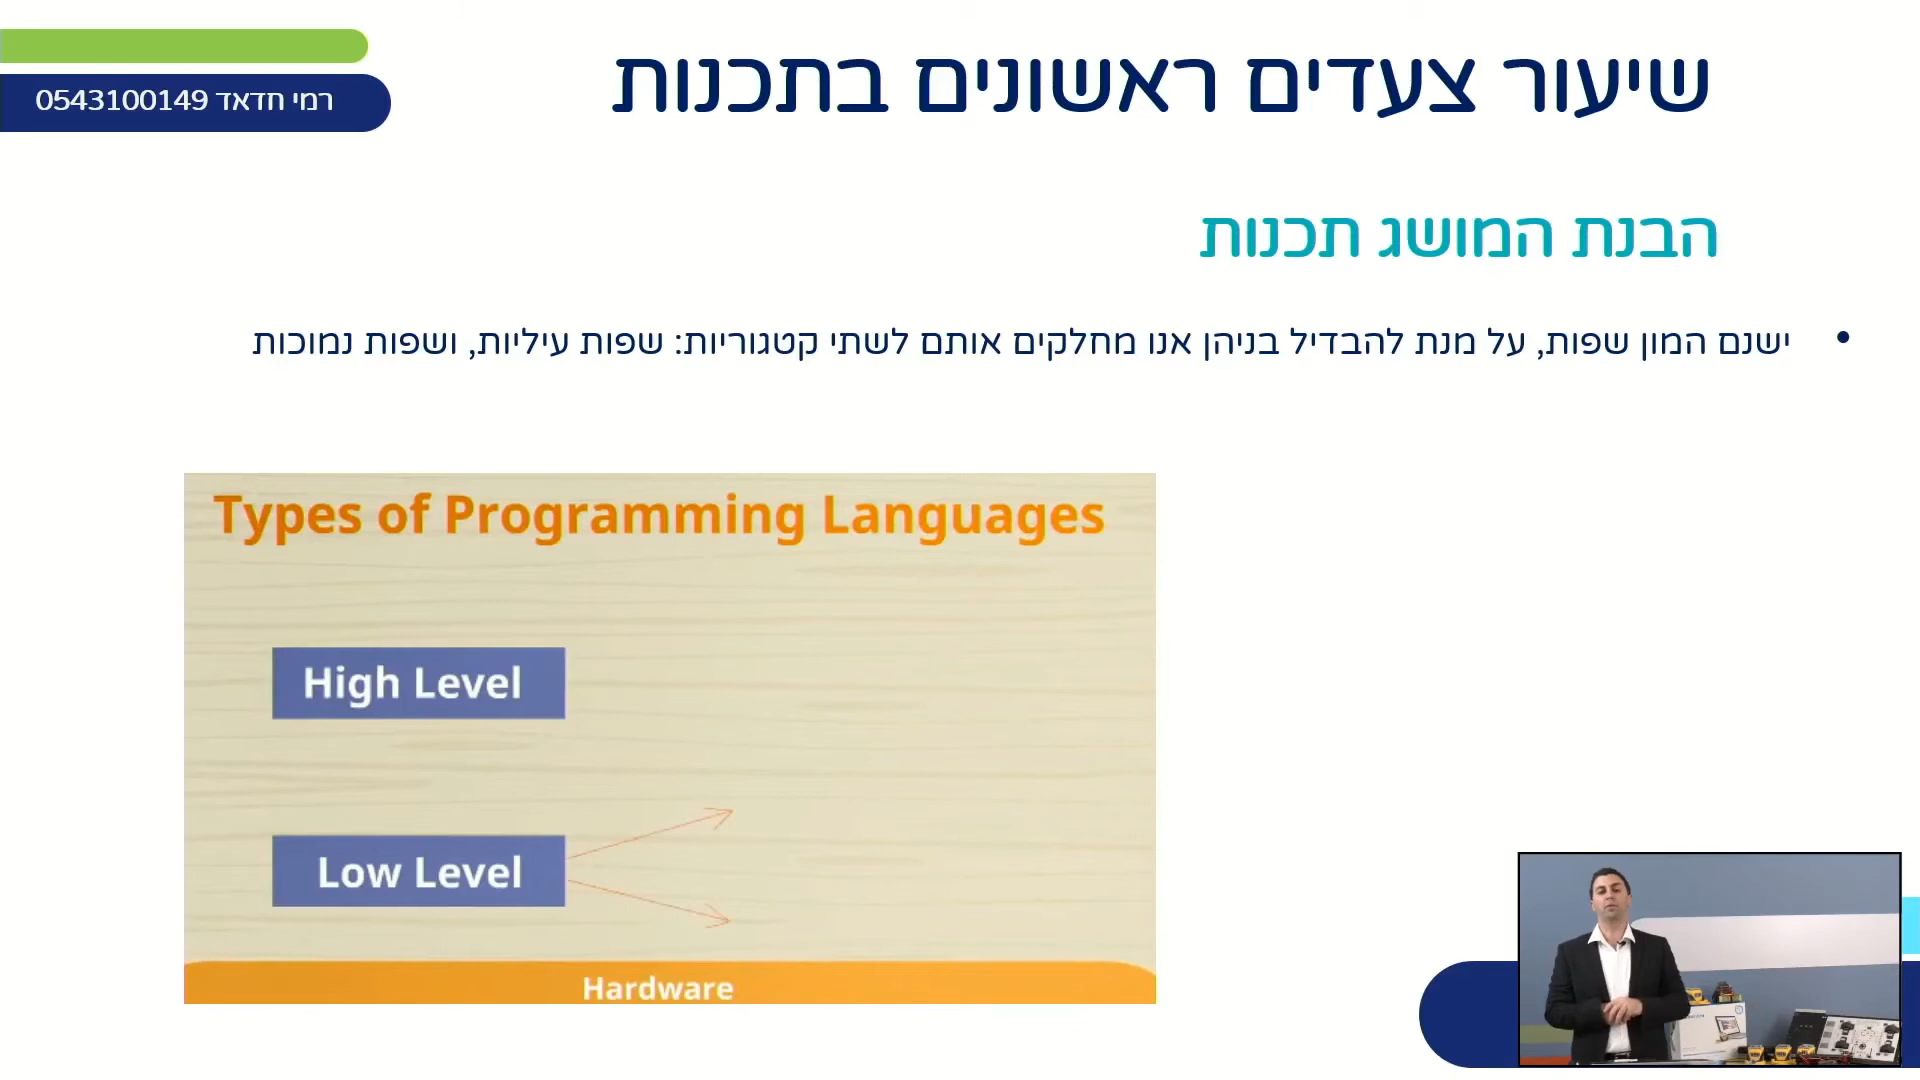 רמי חדאד 0543100149
שיעור צעדים ראשונים בתכנות
הבנת המושג תכנות
• ישנם המון שפות, על מנת להבדיל בניהן אנו מחלקים אותם לשתי קטגוריות: שפות עיליות, ושפות נמוכות
Types of Programming Languages
High Level
Low Level
Hardware